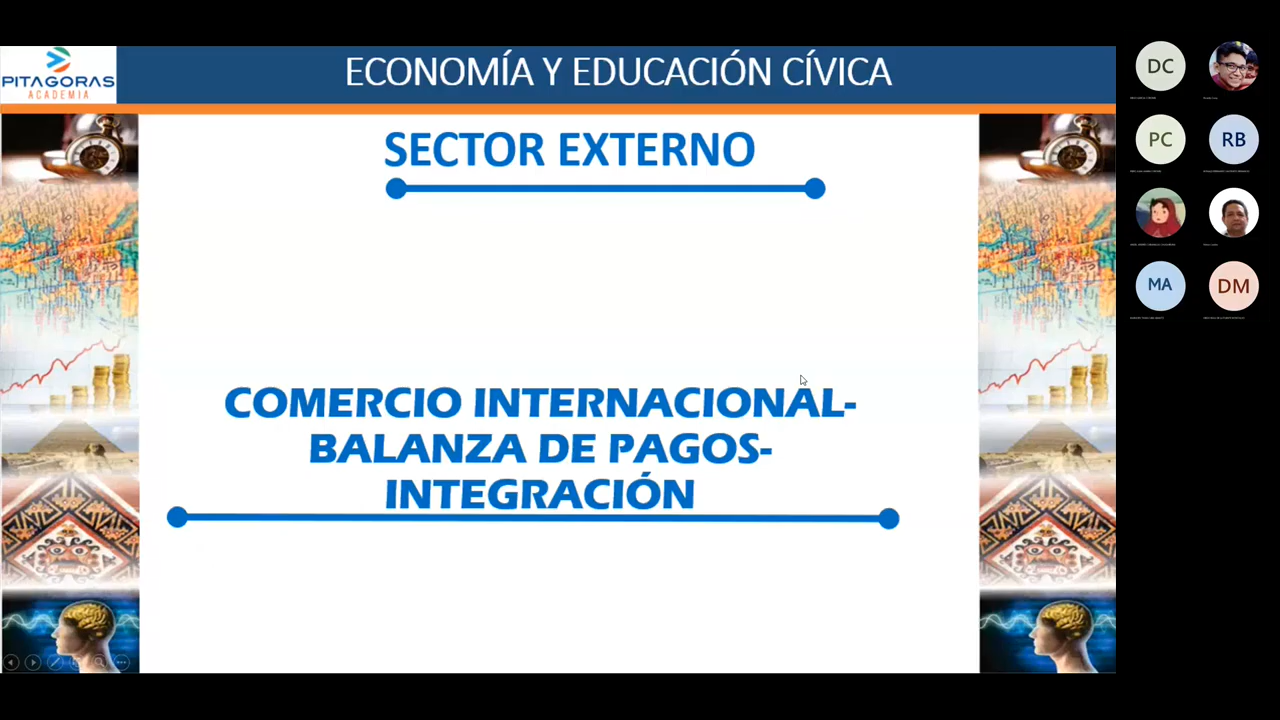 PITAGORAS
ACADEMIA
ECONOMÍA Y EDUCACIÓN CÍVICA
SECTOR EXTERNO
COMERCIO INTERNACIONAL-
BALANZA DE PAGOS-
INTEGRACIÓN
DC
PC
RB
MA
DM